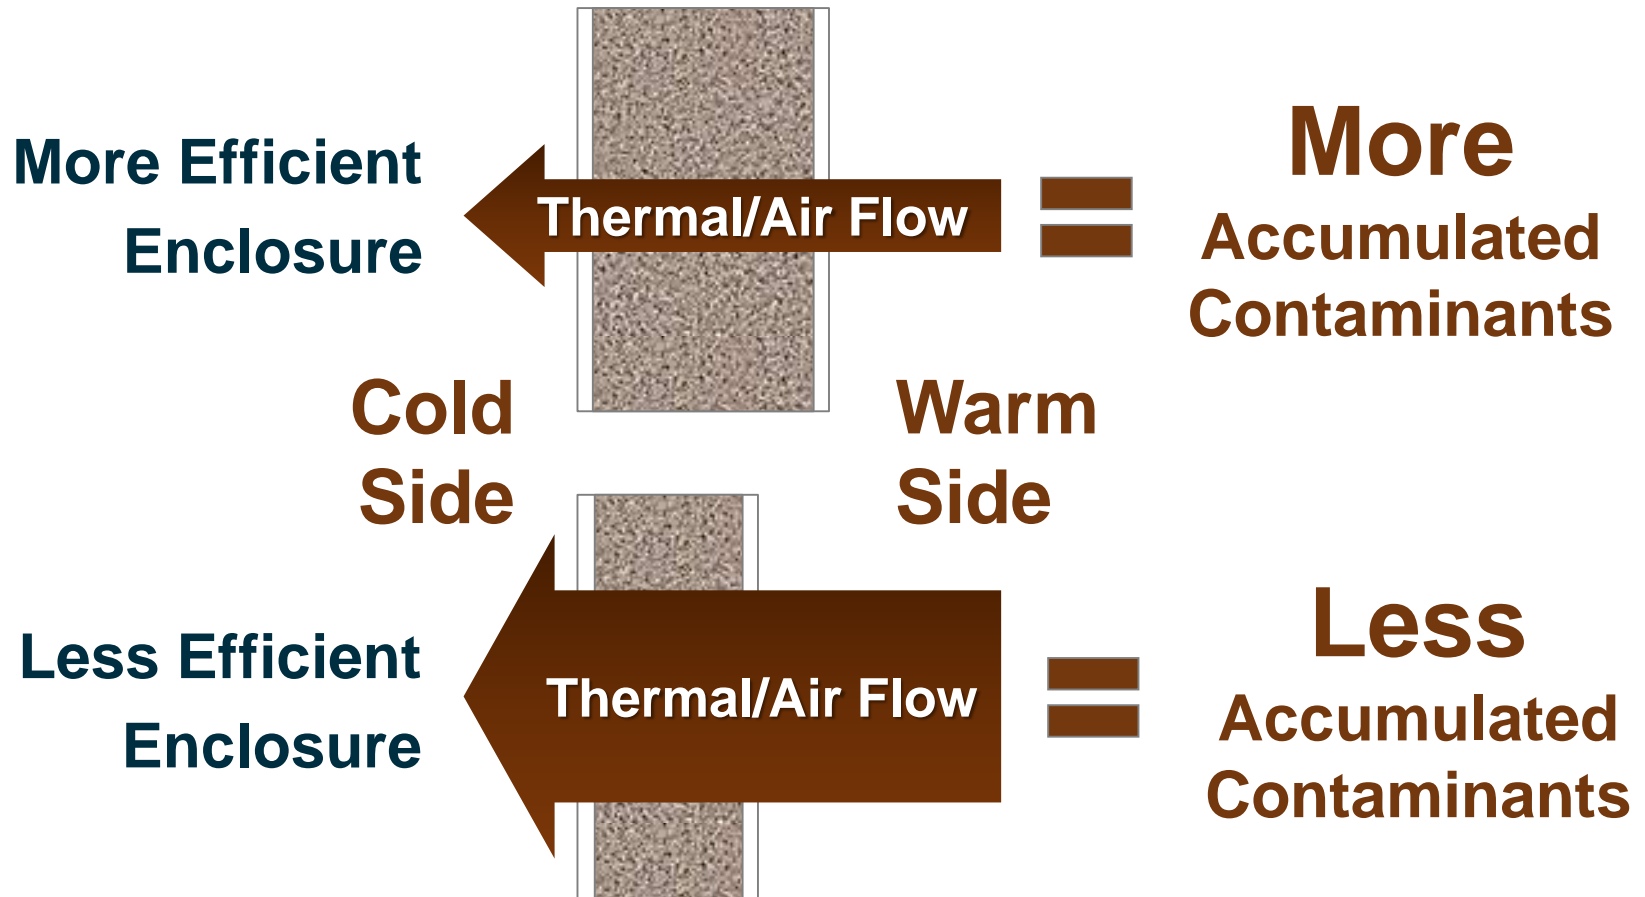 More Efficient
Enclosure
Thermal/Air Flow
More
Accumulated
Contaminants
Cold
Side
Warm
Side
Less Efficient
Enclosure
Thermal/Air Flow
Less
Accumulated
Contaminants